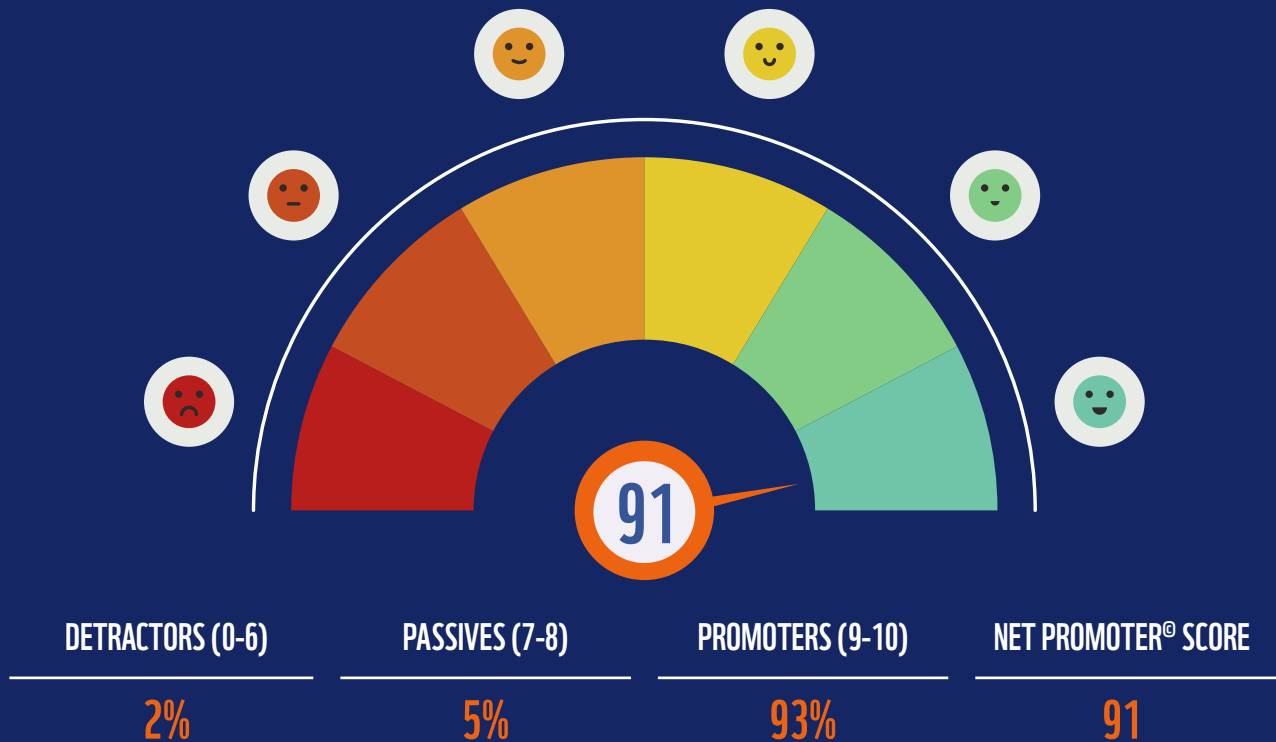 91
DETRACTORS (0-6)
PASSIVES (7-8)
PROMOTERS (9-10)
NET PROMOTER© SCORE
2%
5%
93%
91